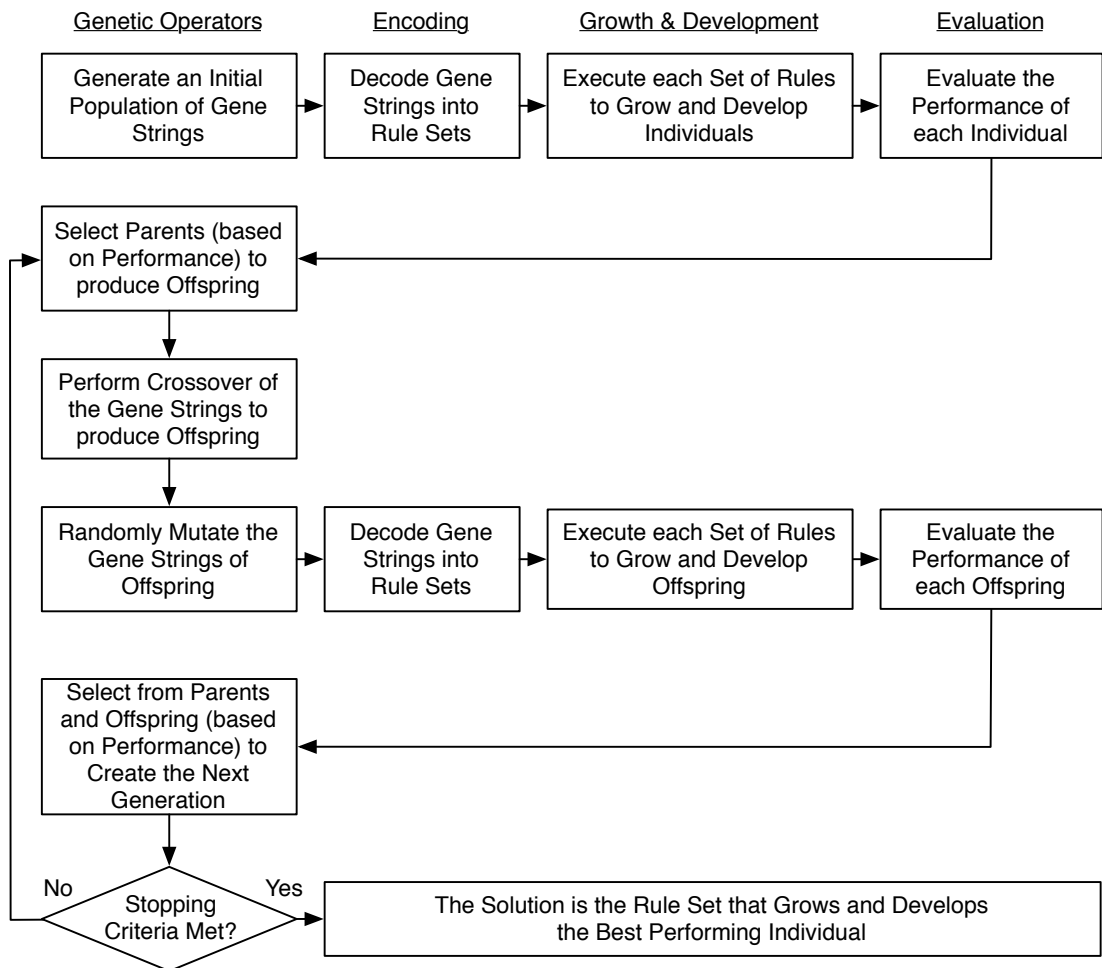 Genetic Operators
Encoding
Growth & Development
Evaluation
Generate an Initial
Population of Gene
Strings
Decode Gene
Strings into
Rule Sets
Execute each Set of Rules
to Grow and Develop
Individuals
Evaluate the
Performance of
each Individual
Select Parents (based
on Performance) to
produce Offspring
Perform Crossover of
the Gene Strings to
produce Offspring
Randomly Mutate the
Gene Strings of
Offspring
Decode Gene
Strings into
Rule Sets
Execute each Set of Rules
to Grow and Develop
Offspring
Evaluate the
Performance of
each Offspring
Select from Parents
and Offspring (based
on Performance) to
Create the Next
Generation
No
Yes
Stopping
Criteria Met?
The Solution is the Rule Set that Grows and Develops
the Best Performing Individual